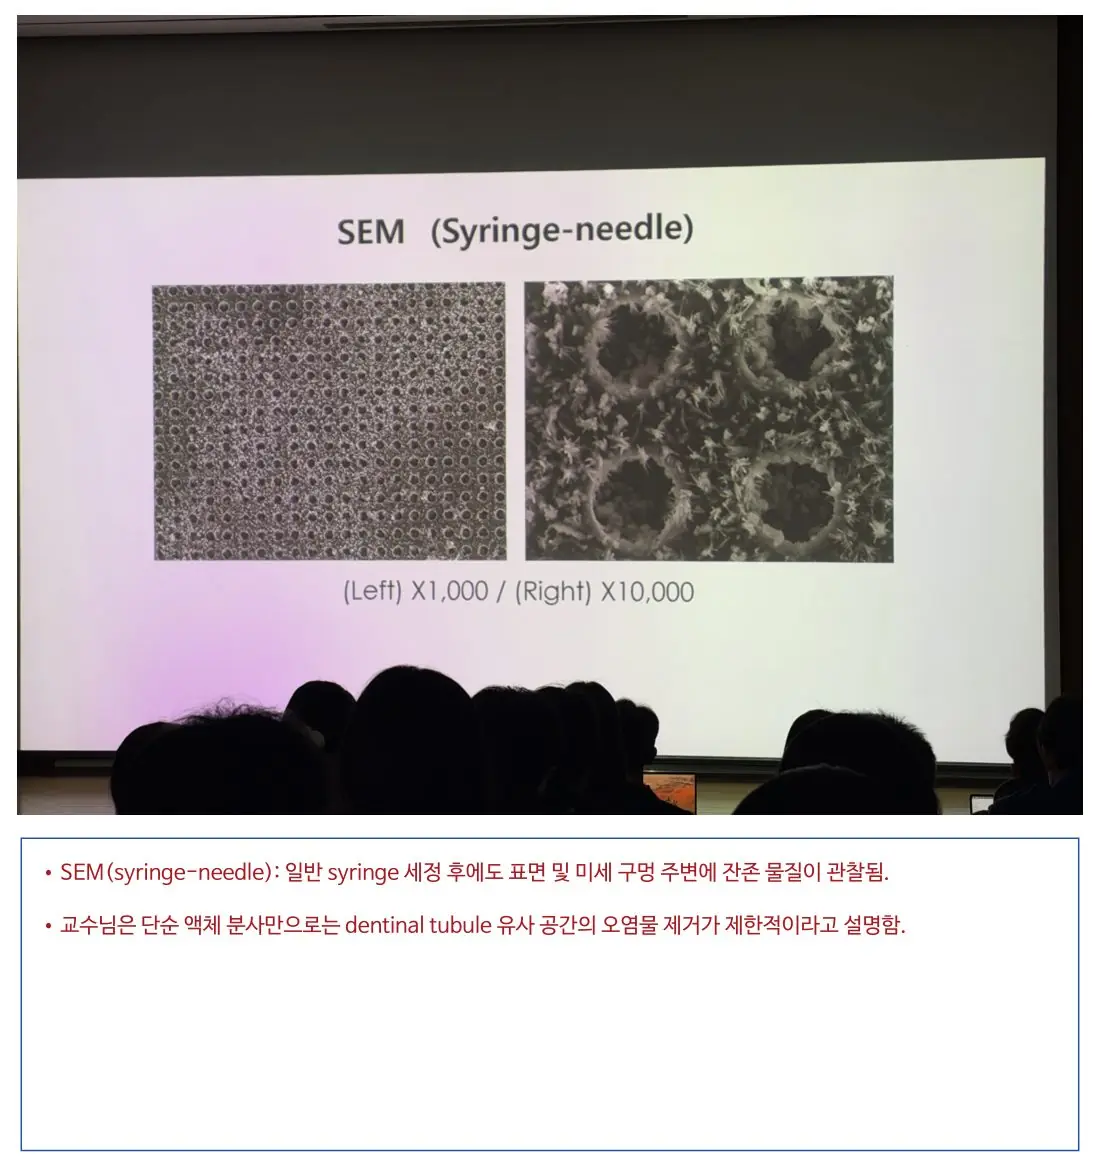 SEM (Syringe-needle)
(Left) X1,000 / (Right) X10,000
• SEM(syringe-needle): 일반 syringe 세정 후에도 표면 및 미세 구멍 주변에 잔존 물질이 관찰됨.
• 교수님은 단순 액체 분사만으로는 dentinal tubule 유사 공간의 오염물 제거가 제한적이라고 설명함.